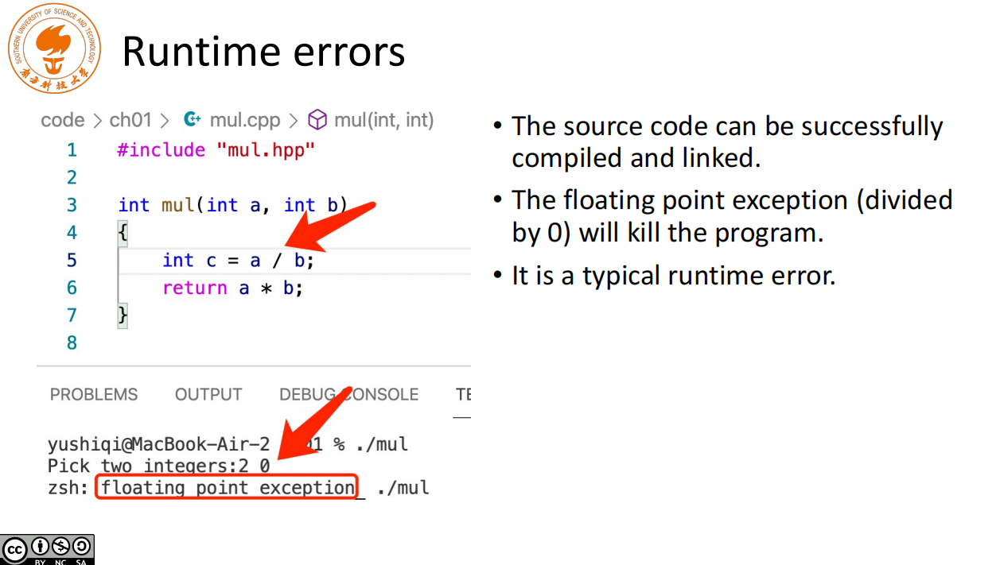 SOUTHERN UNIVERSITY OF SCIENCE AND TECHNOLOGY
南方科技大学
Runtime errors
code > ch01 > C++ mul.cpp > mul(int, int)
1 #include "mul.hpp"
2
3 int mul(int a, int b)
4 {
5 int c = a / b;
6 return a * b;
7 }
8
PROBLEMS OUTPUT DEBUG CONSOLE TE
yushiqi@MacBook-Air-2 01 % ./mul
Pick two integers:2 0
zsh: floating point exception ./mul
• The source code can be successfully
compiled and linked.
• The floating point exception (divided
by 0) will kill the program.
• It is a typical runtime error.
cc
BY NC SA